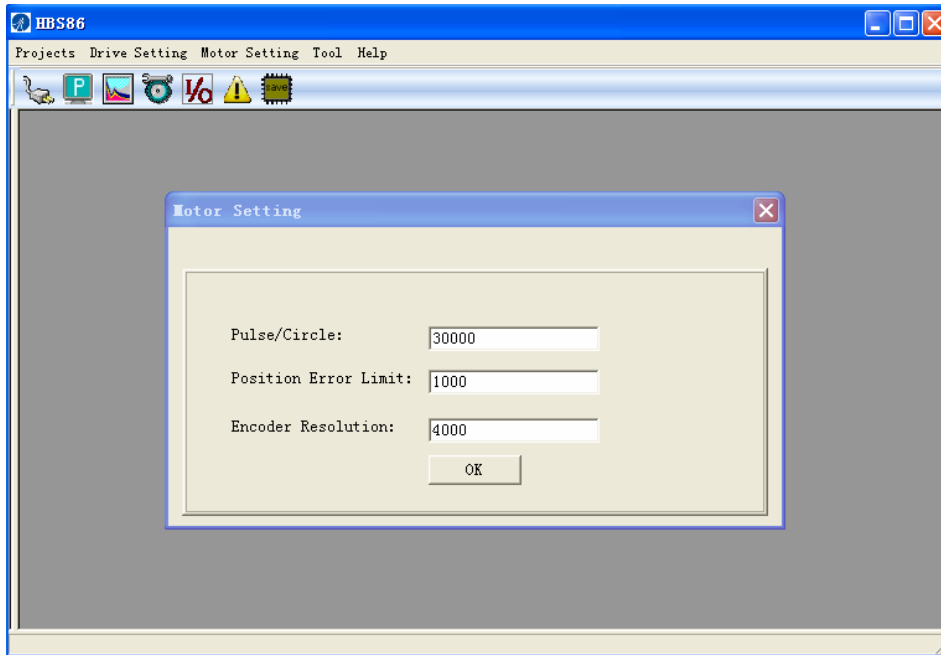 HBS86
Projects Drive Setting Motor Setting Tool Help
P I/O save
Motor Setting
Pulse/Circle: 30000
Position Error Limit: 1000
Encoder Resolution: 4000
OK